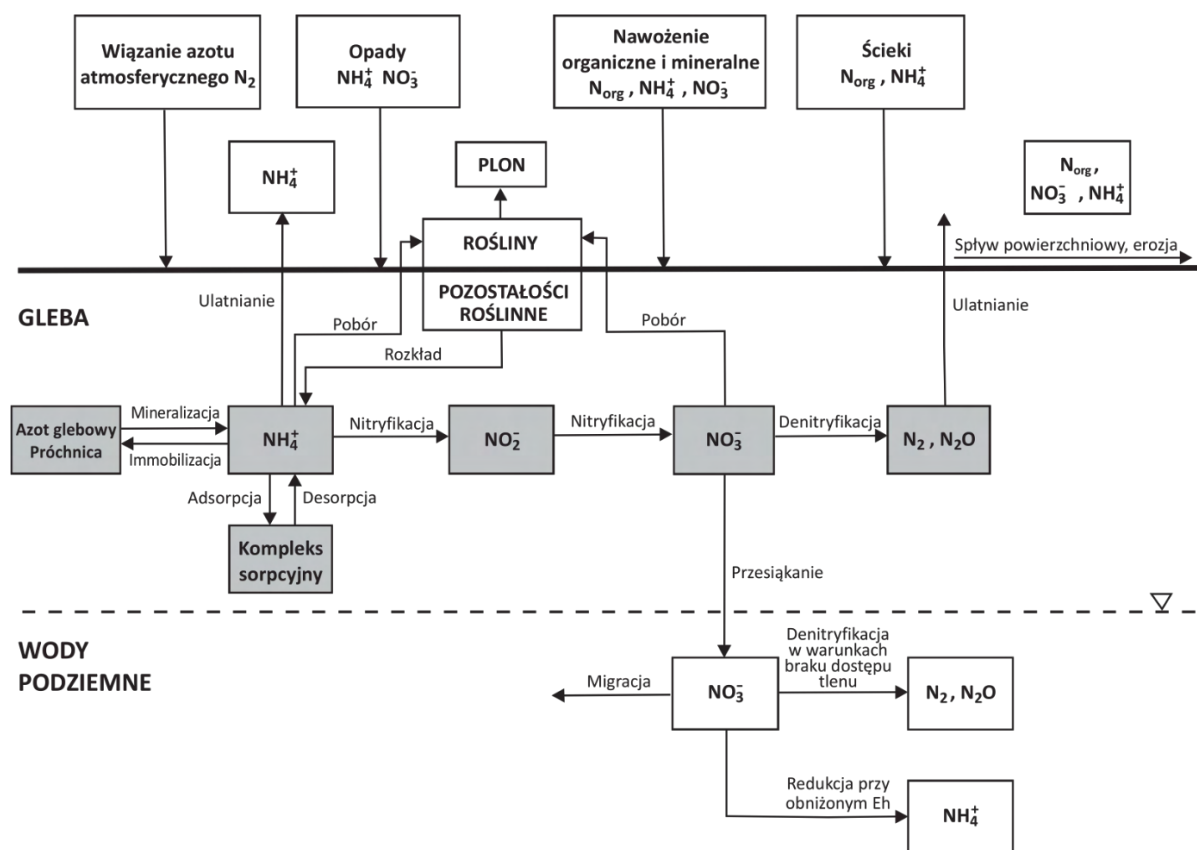 Wiązanie azotu
atmosferycznego N₂
Opady
NH₄⁺ NO₃⁻
Nawożenie
organiczne i mineralne
N_org , NH₄⁺ , NO₃⁻
Ścieki
N_org , NH₄⁺
NH₄⁺
PLON
N_org ,
NO₃⁻ , NH₄⁺
ROŚLINY
Spływ powierzchniowy, erozja
GLEBA
Ulatnianie
POZOSTAŁOŚCI
ROŚLINNE
Ulatnianie
Pobór
Pobór
Rozkład
Azot glebowy
Próchnica
Mineralizacja
Immobilizacja
NH₄⁺
Nitryfikacja
NO₂⁻
Nitryfikacja
NO₃⁻
Denitryfikacja
N₂ , N₂O
Adsorpcja
Desorpcja
Kompleks
sorpcyjny
Przesiąkanie
WODY
PODZIEMNE
Denitryfikacja
w warunkach
braku dostępu
tlenu
Migracja
NO₃⁻
N₂, N₂O
Redukcja przy
obniżonym Eh
NH₄⁺